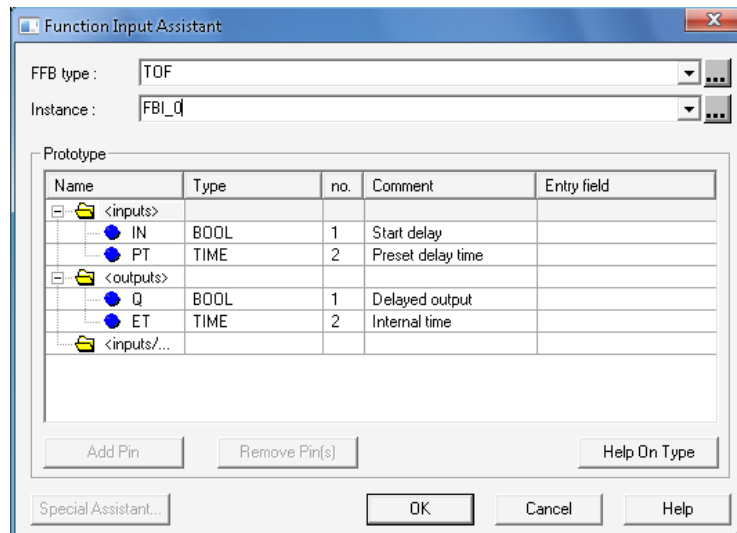 Function Input Assistant
FFB type : TOF ...
Instance : FBI_0 ...
Prototype
Name Type no. Comment Entry field
<inputs>
IN BOOL 1 Start delay
PT TIME 2 Preset delay time
<outputs>
Q BOOL 1 Delayed output
ET TIME 2 Internal time
<inputs/...
Add Pin Remove Pin(s) Help On Type
Special Assistant... OK Cancel Help